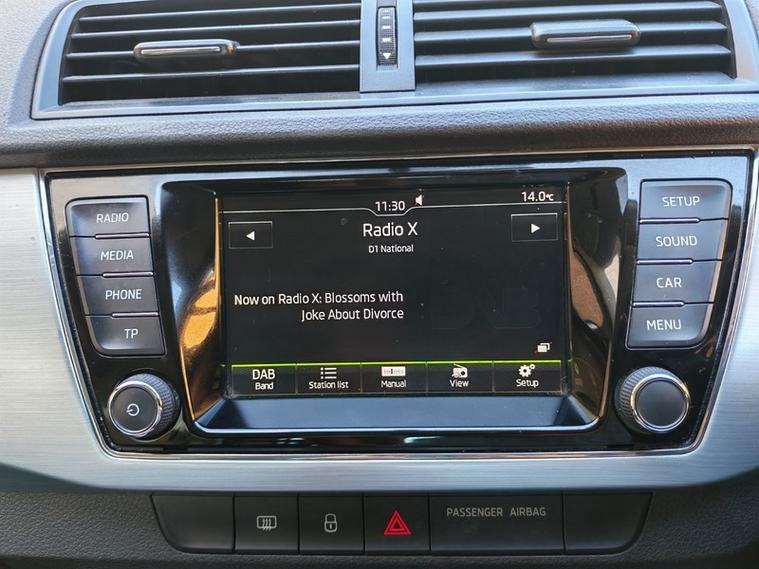 11:30
14.0°C
Radio X
D1 National
Now on Radio X: Blossoms with
Joke About Divorce
DAB
DAB
Band
Station list
Manual
View
Setup
RADIO
MEDIA
PHONE
TP
SETUP
SOUND
CAR
MENU
PASSENGER AIRBAG